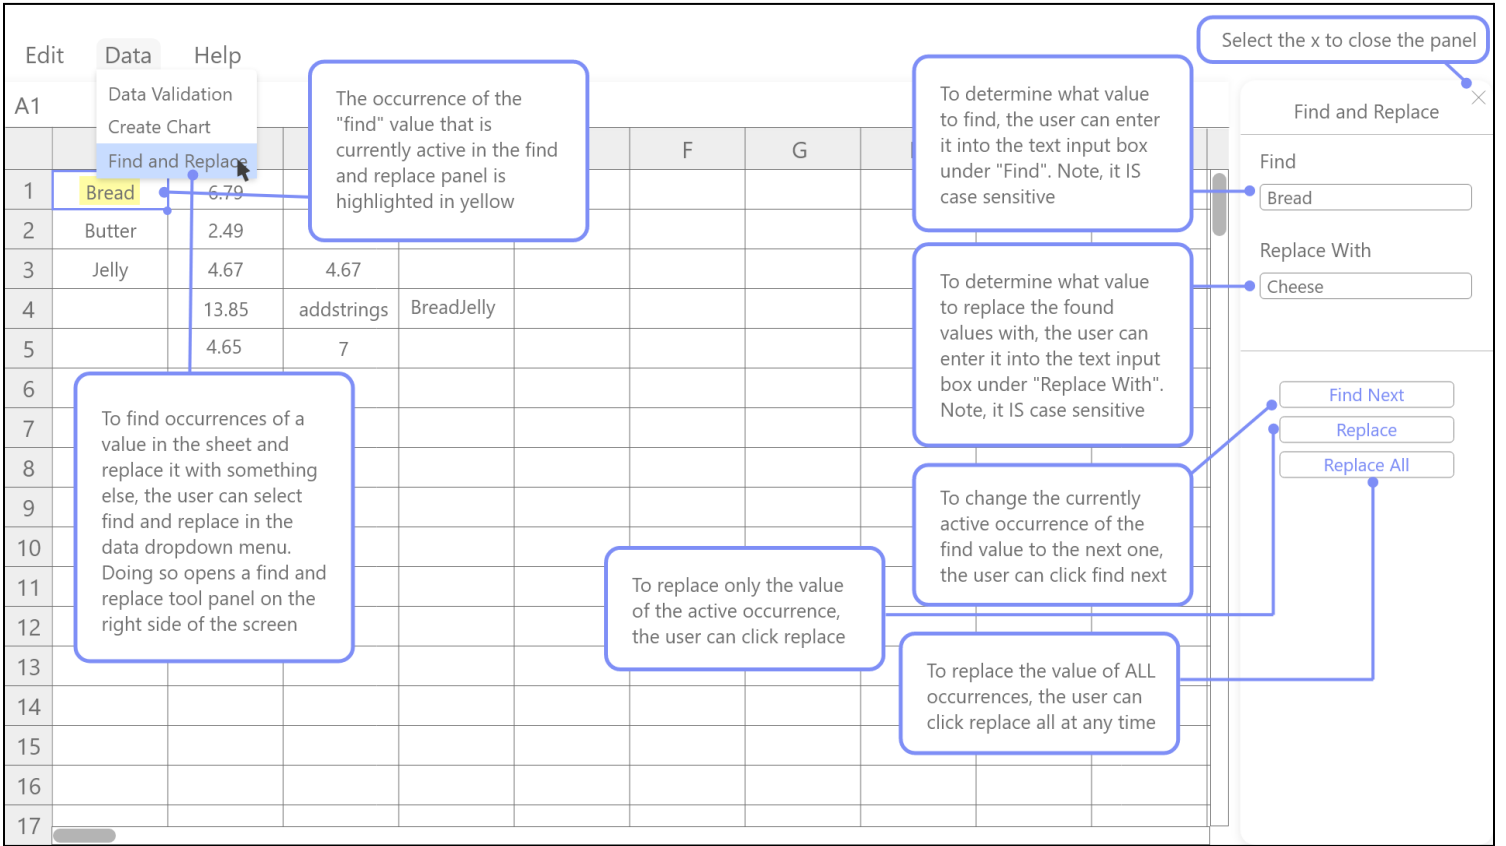 Select the x to close the panel
Edit
Data
Help
Data Validation
Create Chart
Find and Replace
A1
F
G
1
2
3
4
5
6
7
8
9
10
11
12
13
14
15
16
17
Bread
6.79
Butter
2.49
Jelly
4.67
4.67
13.85
addstrings
BreadJelly
4.65
7
The occurrence of the
"find" value that is
currently active in the find
and replace panel is
highlighted in yellow
To find occurrences of a
value in the sheet and
replace it with something
else, the user can select
find and replace in the
data dropdown menu.
Doing so opens a find and
replace tool panel on the
right side of the screen
To determine what value
to find, the user can enter
it into the text input box
under "Find". Note, it IS
case sensitive
To determine what value
to replace the found
values with, the user can
enter it into the text input
box under "Replace With".
Note, it IS case sensitive
To change the currently
active occurrence of the
find value to the next one,
the user can click find next
To replace only the value
of the active occurrence,
the user can click replace
To replace the value of ALL
occurrences, the user can
click replace all at any time
Find and Replace
Find
Bread
Replace With
Cheese
Find Next
Replace
Replace All